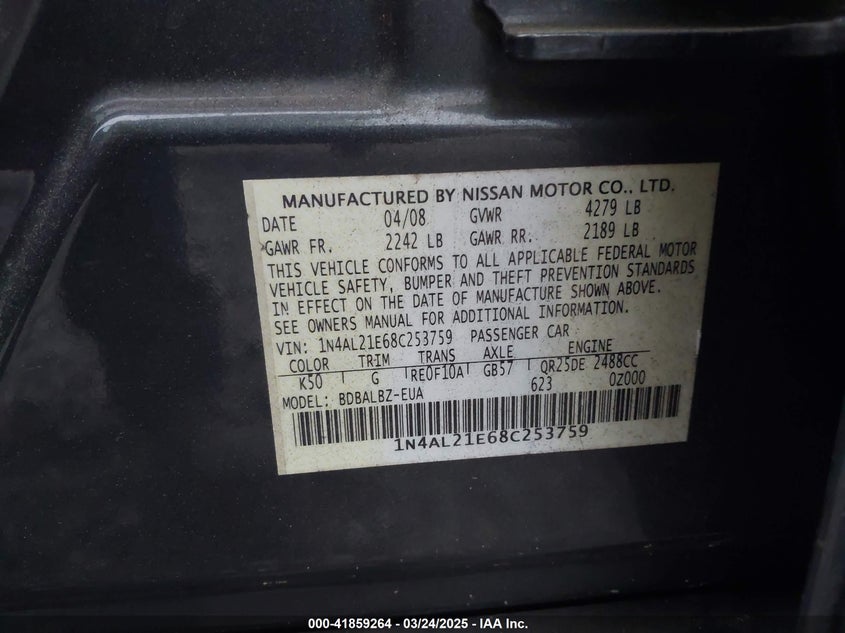 MANUFACTURED BY NISSAN MOTOR CO., LTD.
DATE 04/08 GVWR 4279 LB
GAWR FR. 2242 LB GAWR RR. 2189 LB
THIS VEHICLE CONFORMS TO ALL APPLICABLE FEDERAL MOTOR
VEHICLE SAFETY, BUMPER AND THEFT PREVENTION STANDARDS
IN EFFECT ON THE DATE OF MANUFACTURE SHOWN ABOVE.
SEE OWNERS MANUAL FOR ADDITIONAL INFORMATION.
VIN: 1N4AL21E68C253759 PASSENGER CAR
COLOR TRIM TRANS AXLE ENGINE
K50 G RE0F10A GB57 QR25DE 2488CC
MODEL: BDBALBZ-EUA 623 0Z000
1N4AL21E68C253759
000-41859264 - 03/24/2025 - IAA Inc.